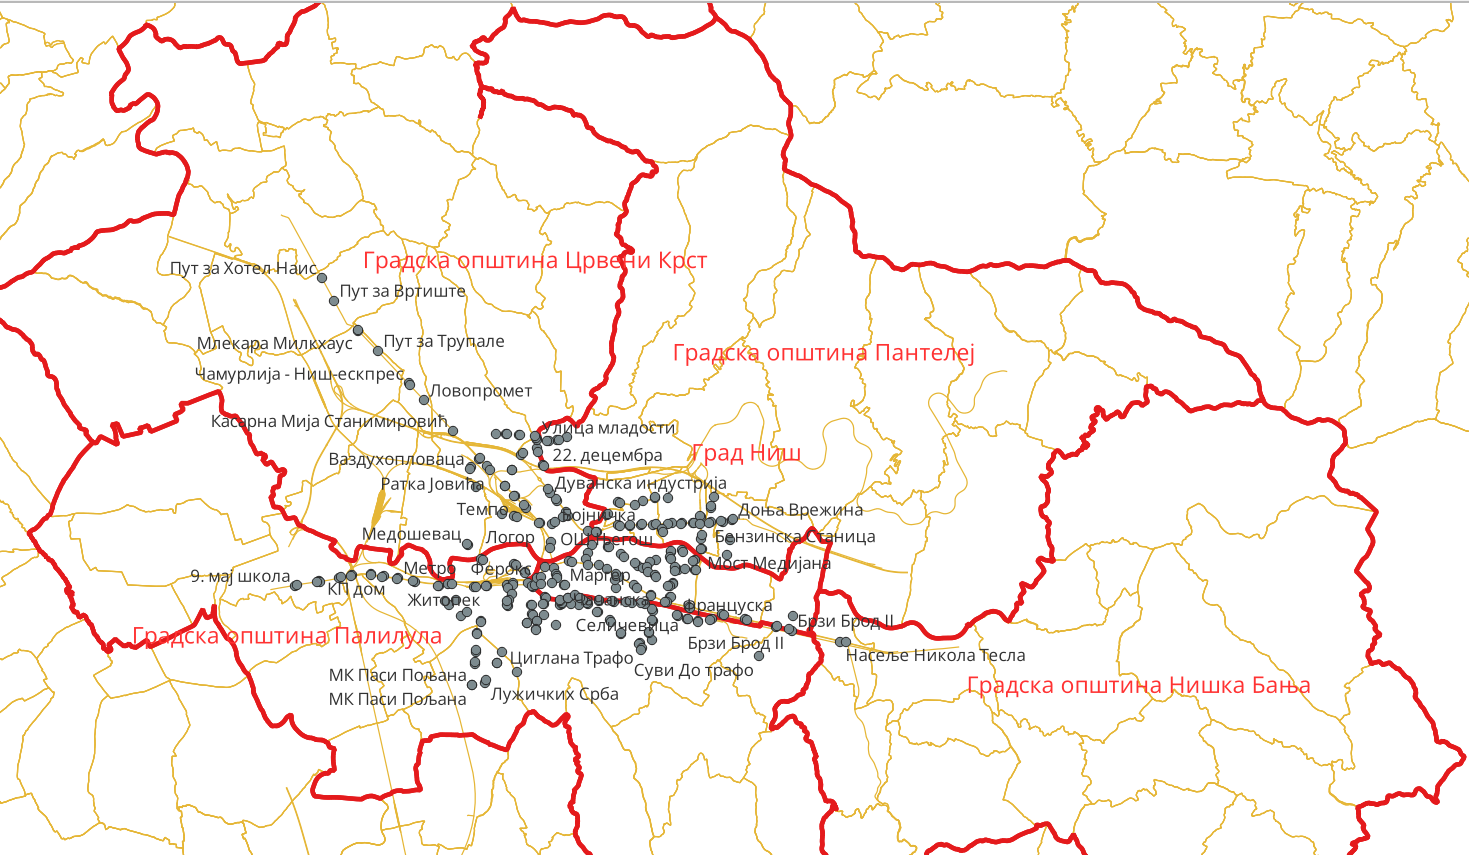 Градска општина Црвени Крст
Пут за Хотел Наис
Пут за Вртиште
Млекара Милкхаус
Пут за Трупале
Градска општина Пантелеј
Чамурлија - Ниш-ескпрес
Ловопромет
Касарна Мија Станимировић
Улица младости
Град Ниш
Ваздухопловаца
22. децембра
Ратка Јовића
Дуванска индустрија
Темпо
Бојничка
Доња Врежина
Медошевац
Логор
ОШ Његош
Бензинска Станица
Мост Медијана
9. мај школа
Метро
Ферокс
Маргер
КП дом
Житопек
Француска
Брзи Брод II
Селичевица
Градска општина Палилула
Брзи Брод II
Насеље Никола Тесла
Циглана Трафо
Суви До трафо
МК Паси Пољана
Градска општина Нишка Бања
Лужичких Срба
МК Паси Пољана